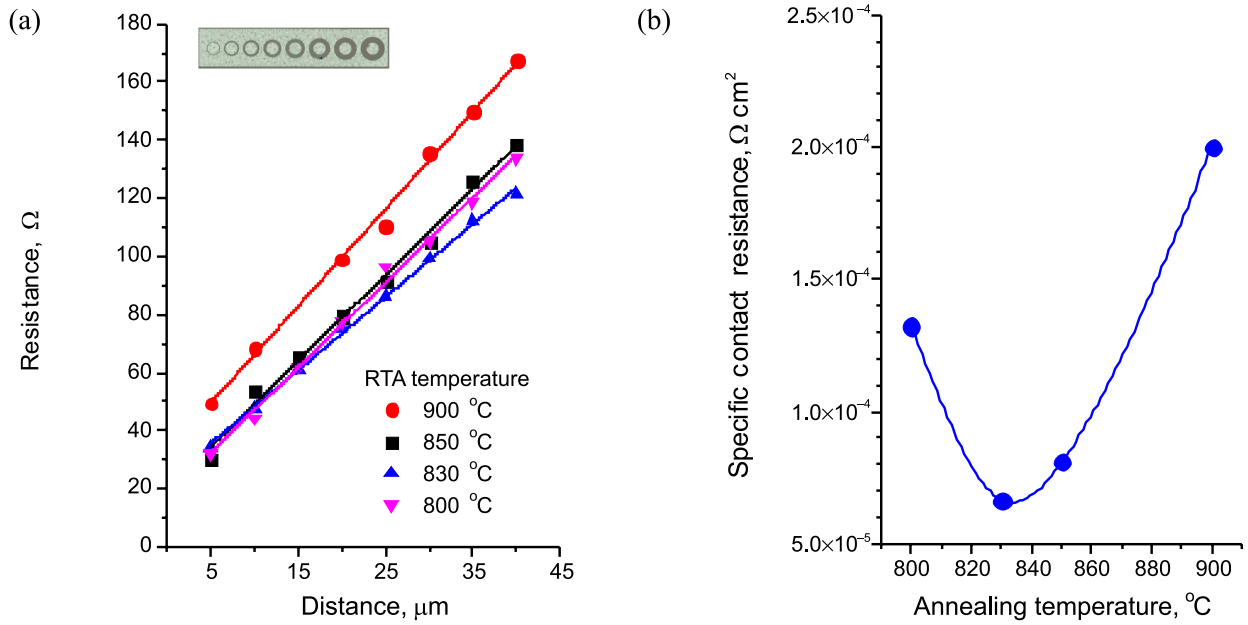 (a)
180
160
140
120
100
80
60
40
20
0
Resistance, Ω
RTA temperature
900 °C
850 °C
830 °C
800 °C
5 15 25 35 45
Distance, μm
(b)
2.5×10⁻⁴
2.0×10⁻⁴
1.5×10⁻⁴
1.0×10⁻⁴
5.0×10⁻⁵
Specific contact resistance, Ω cm²
800 820 840 860 880 900
Annealing temperature, °C